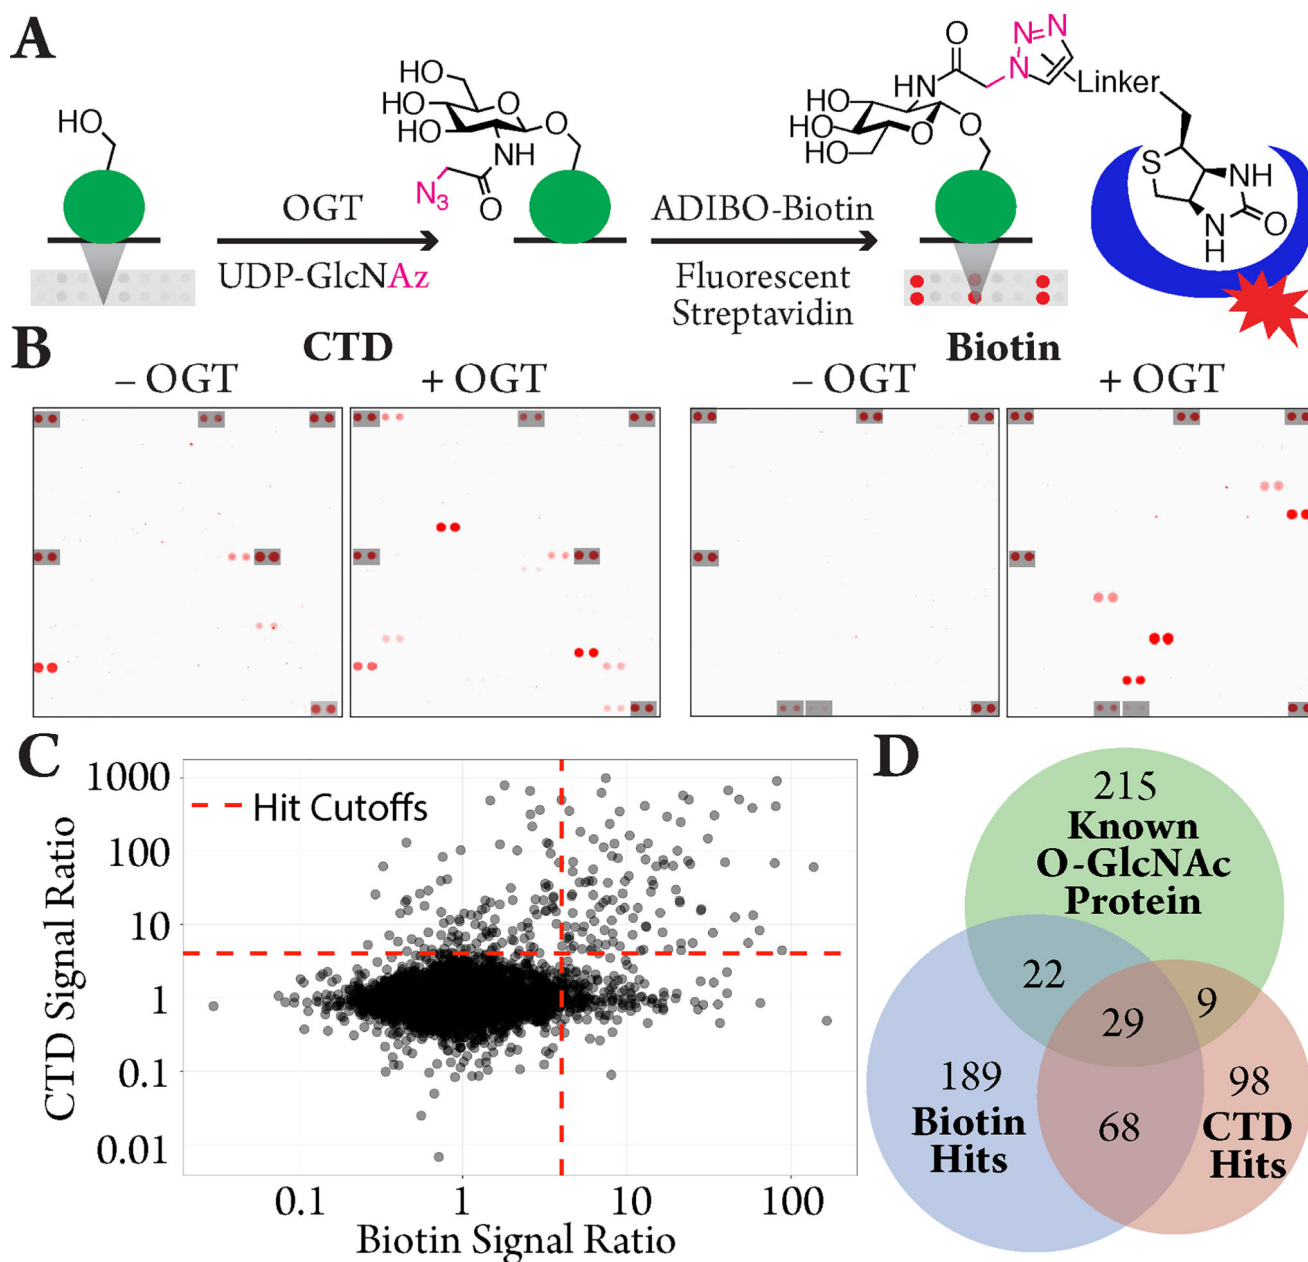 A
HO
OGT
UDP-GlcNAz
HO
HO
HO
O
O
NH
N3
O
ADIBO-Biotin
Fluorescent
Streptavidin
O
N=N
N
HN
Linker
HO
HO
HO
O
O
S
NH
N
H
O
B
CTD
– OGT
+ OGT
Biotin
– OGT
+ OGT
C
CTD Signal Ratio
1000
100
10
1
0.1
0.01
Hit Cutoffs
0.1
1
10
100
Biotin Signal Ratio
D
215
Known
O-GlcNAc
Protein
22
29
9
189
Biotin
Hits
68
98
CTD
Hits